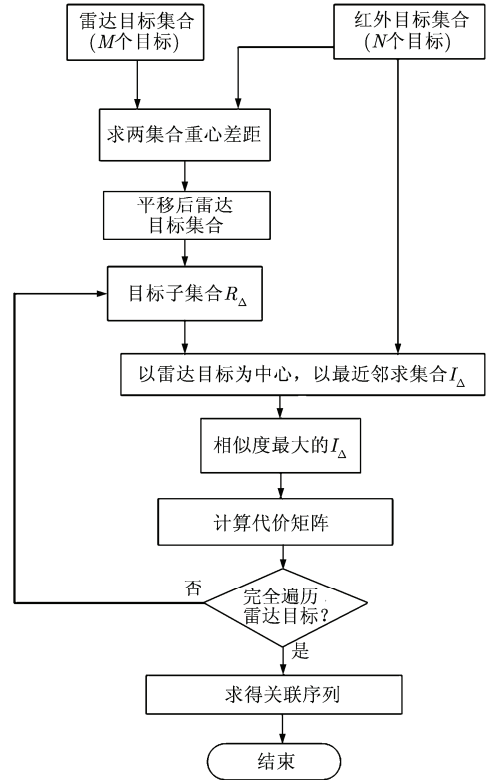 雷达目标集合
(M个目标)
红外目标集合
(N个目标)
求两集合重心差距
平移后雷达
目标集合
目标子集合R_Δ
以雷达目标为中心，以最近邻求集合I_Δ
相似度最大的I_Δ
计算代价矩阵
否
完全遍历
雷达目标？
是
求得关联序列
结束